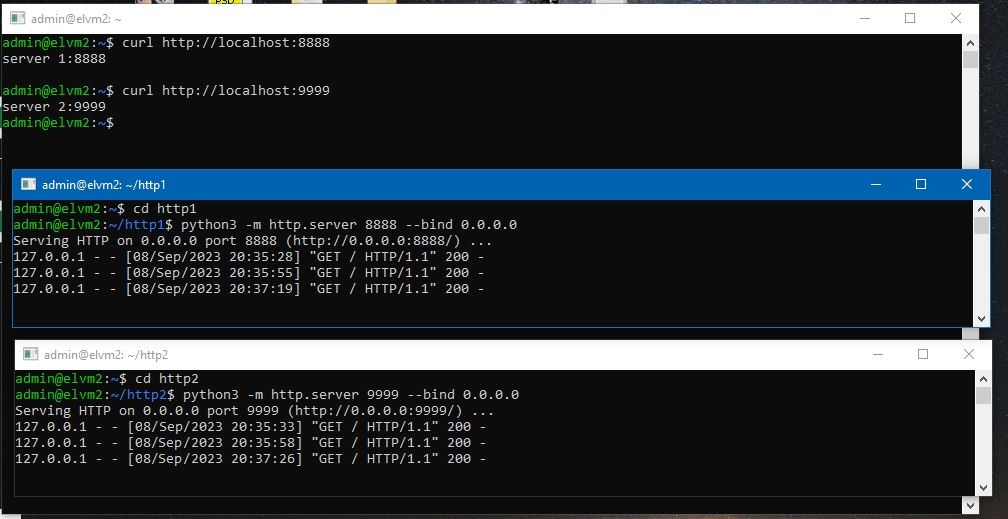 PSD
admin@elvm2: ~
admin@elvm2:~$ curl http://localhost:8888
server 1:8888
admin@elvm2:~$ curl http://localhost:9999
server 2:9999
admin@elvm2:~$
admin@elvm2: ~/http1
admin@elvm2:~$ cd http1
admin@elvm2:~/http1$ python3 -m http.server 8888 --bind 0.0.0.0
Serving HTTP on 0.0.0.0 port 8888 (http://0.0.0.0:8888/) ...
127.0.0.1 - - [08/Sep/2023 20:35:28] "GET / HTTP/1.1" 200 -
127.0.0.1 - - [08/Sep/2023 20:35:55] "GET / HTTP/1.1" 200 -
127.0.0.1 - - [08/Sep/2023 20:37:19] "GET / HTTP/1.1" 200 -
admin@elvm2: ~/http2
admin@elvm2:~$ cd http2
admin@elvm2:~/http2$ python3 -m http.server 9999 --bind 0.0.0.0
Serving HTTP on 0.0.0.0 port 9999 (http://0.0.0.0:9999/) ...
127.0.0.1 - - [08/Sep/2023 20:35:33] "GET / HTTP/1.1" 200 -
127.0.0.1 - - [08/Sep/2023 20:35:58] "GET / HTTP/1.1" 200 -
127.0.0.1 - - [08/Sep/2023 20:37:26] "GET / HTTP/1.1" 200 -